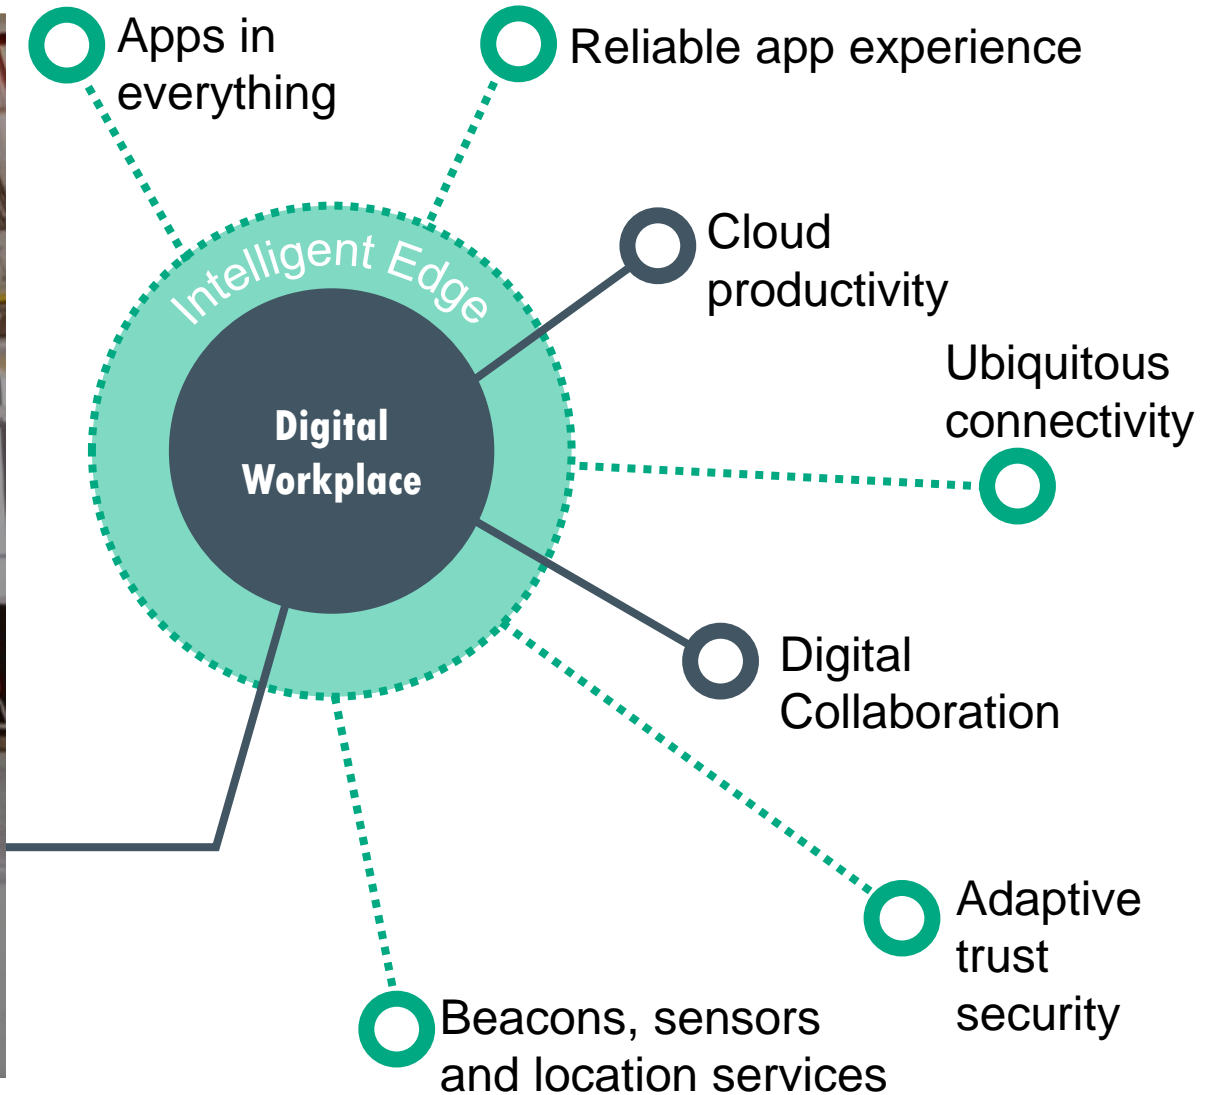 Apps in
everything
Reliable app experience
Cloud
productivity
Intelligent Edge
Ubiquitous
connectivity
Digital
Workplace
Digital
Collaboration
Adaptive
trust
security
Beacons, sensors
and location services